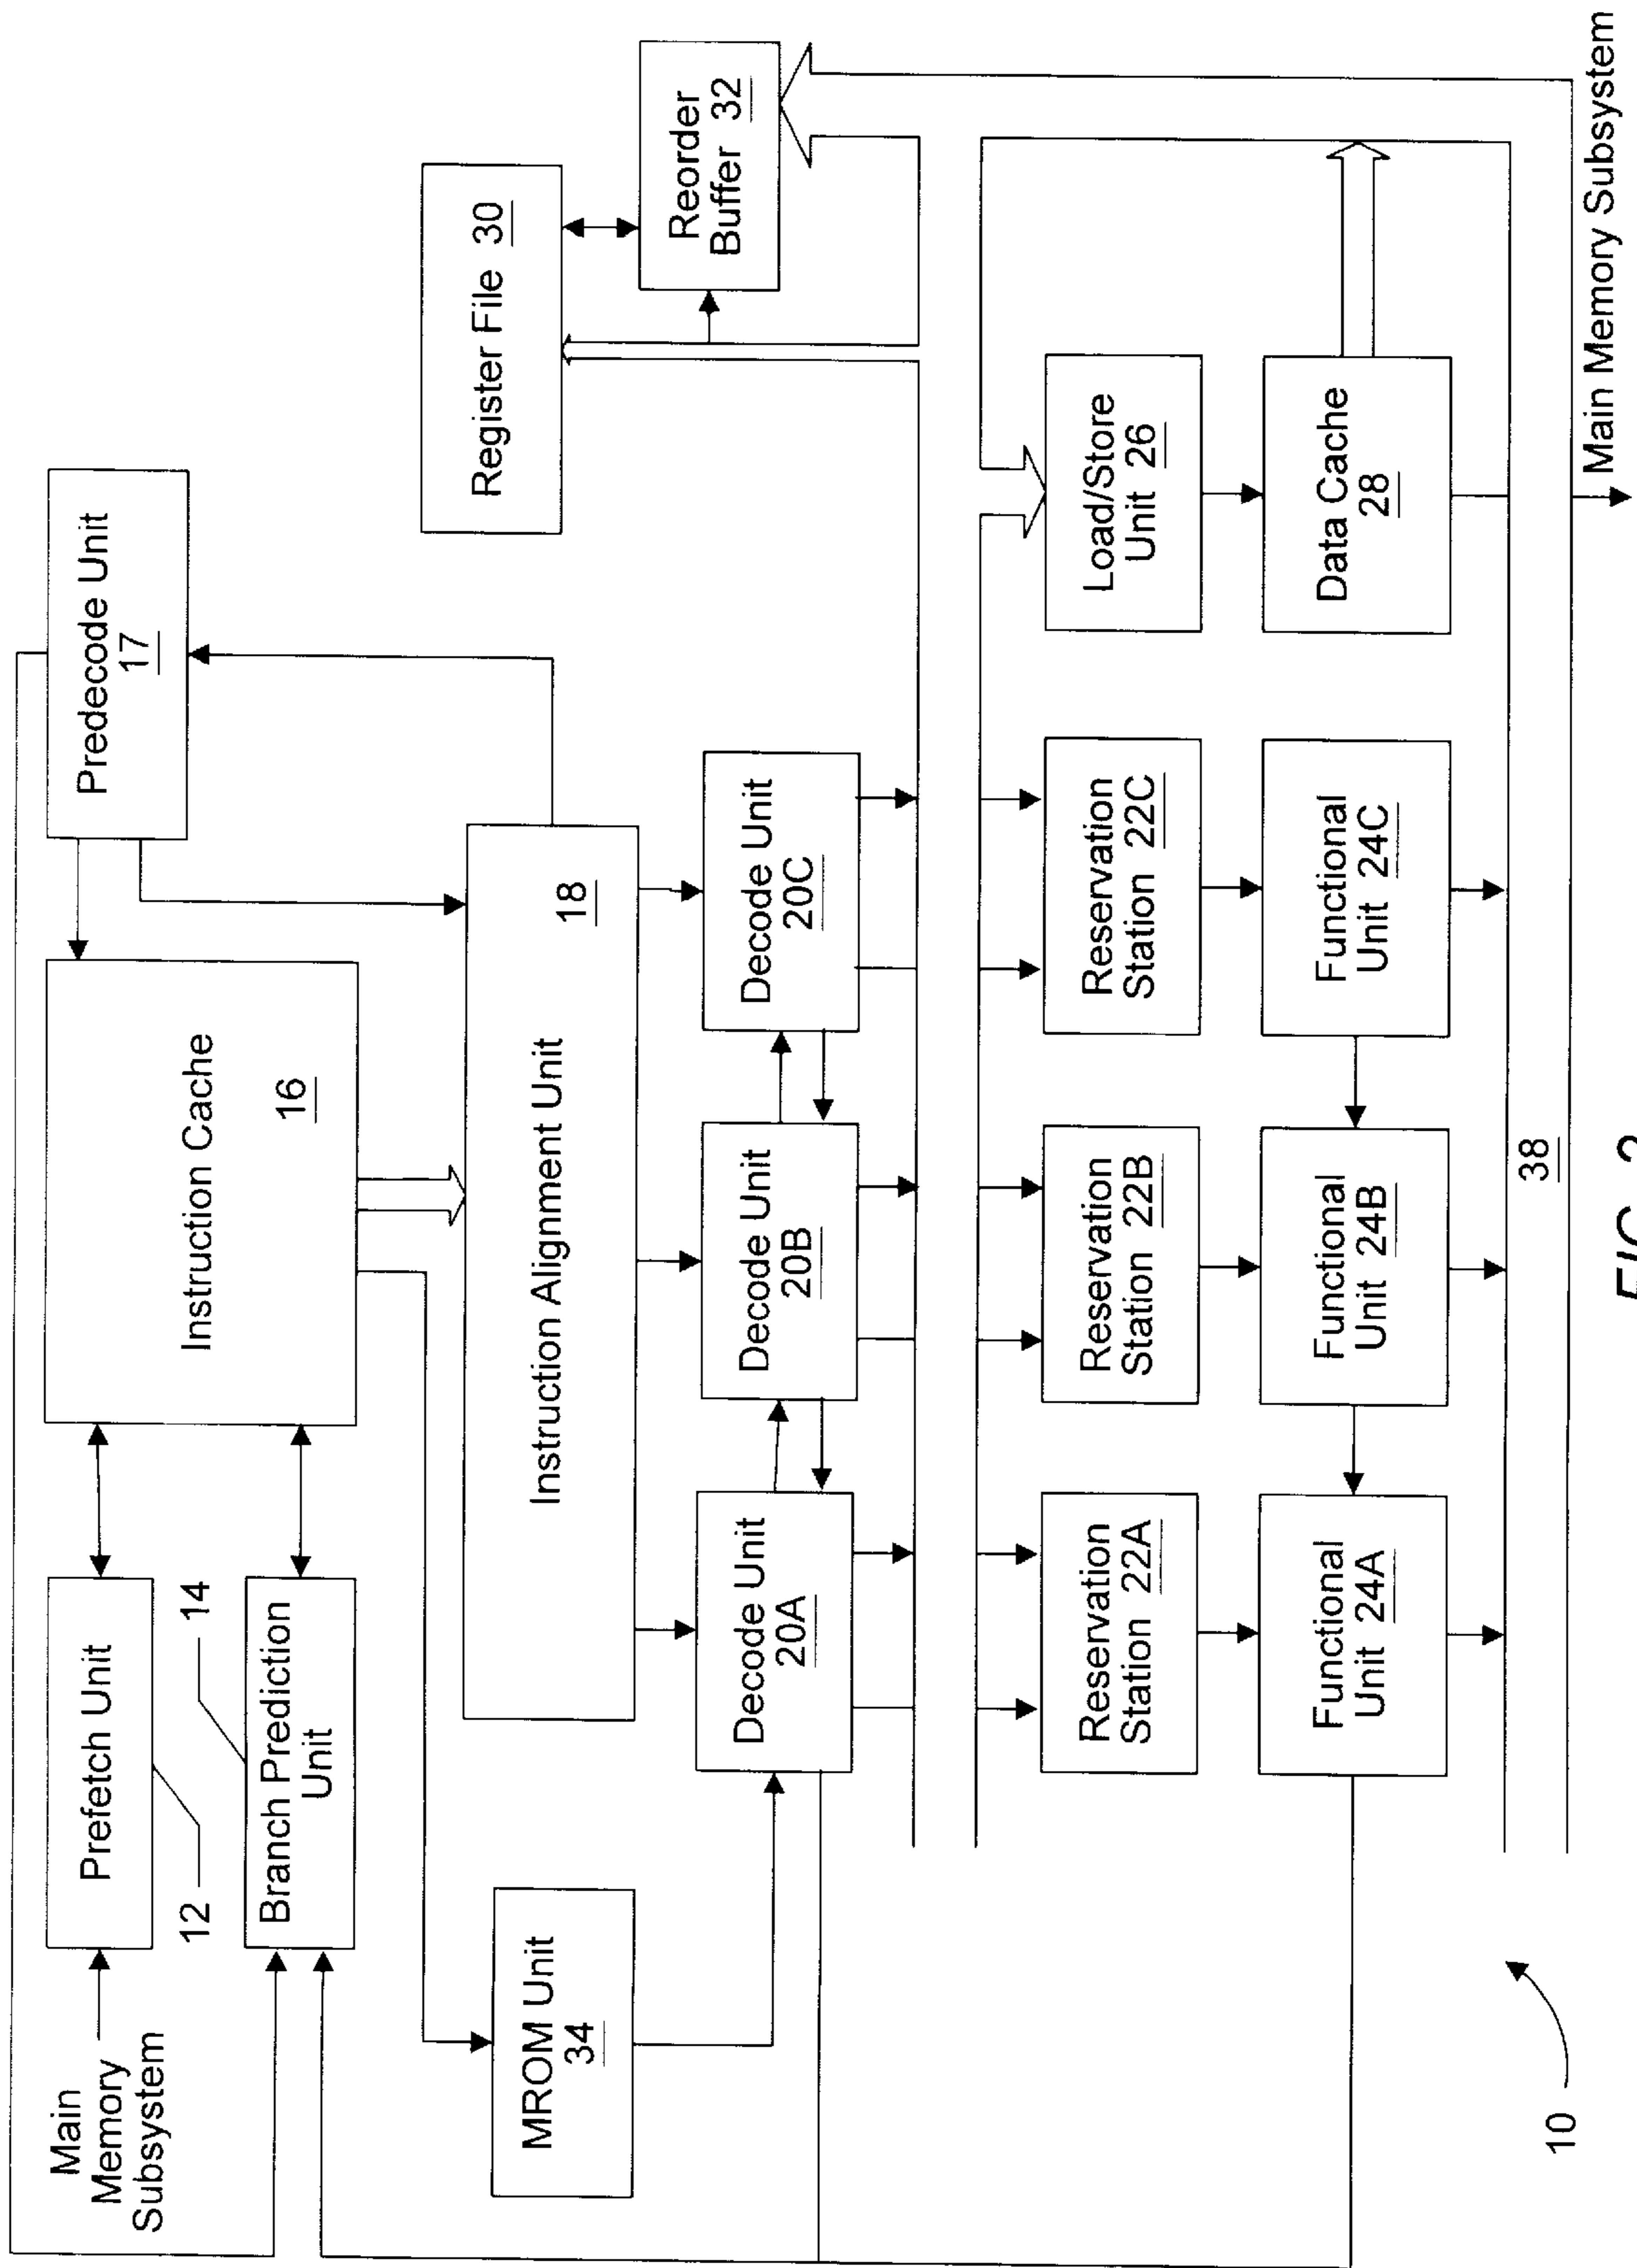 Main
Memory
Subsystem
Prefetch Unit
12
14
Branch Prediction
Unit
Instruction Cache
16
Predecode Unit
17
MROM Unit
34
Instruction Alignment Unit
18
Register File 30
Reorder
Buffer 32
Decode Unit
20A
Decode Unit
20B
Decode Unit
20C
Reservation
Station 22A
Reservation
Station 22B
Reservation
Station 22C
Load/Store
Unit 26
Functional
Unit 24A
Functional
Unit 24B
Functional
Unit 24C
Data Cache
28
38
10
Main Memory Subsystem
FIG